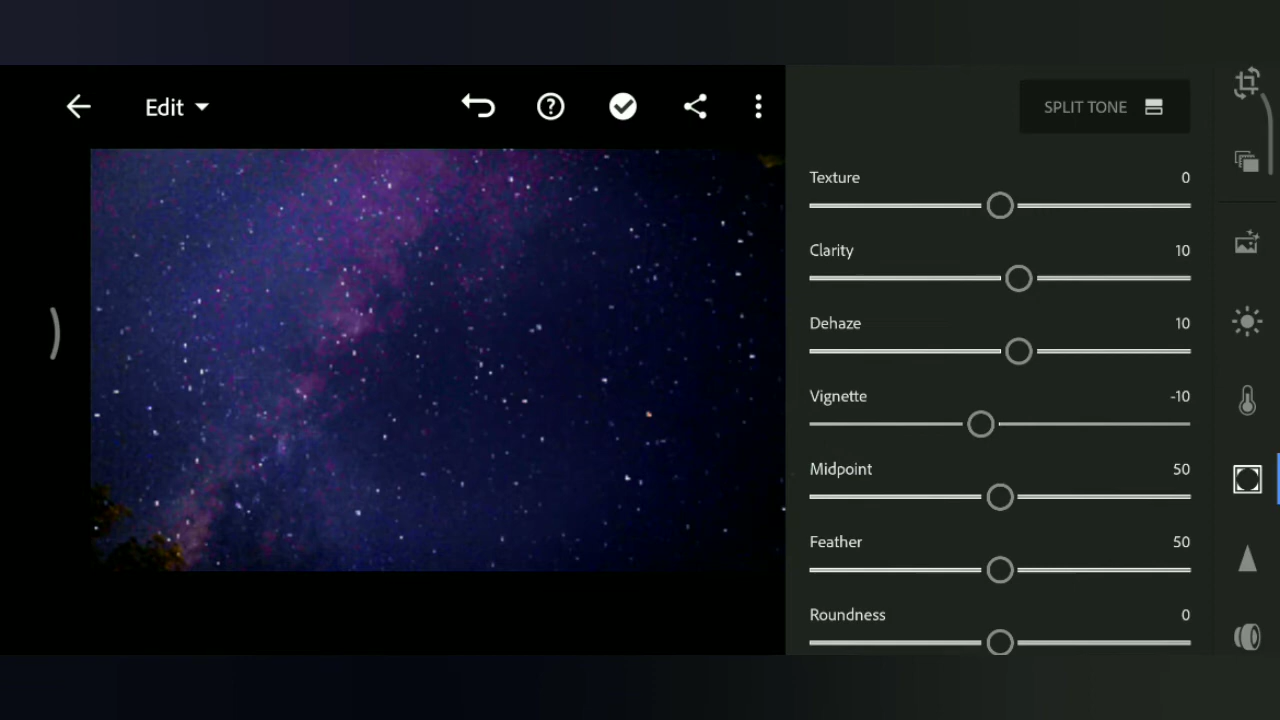 Edit
SPLIT TONE
Texture 0
Clarity 10
Dehaze 10
Vignette -10
Midpoint 50
Feather 50
Roundness 0